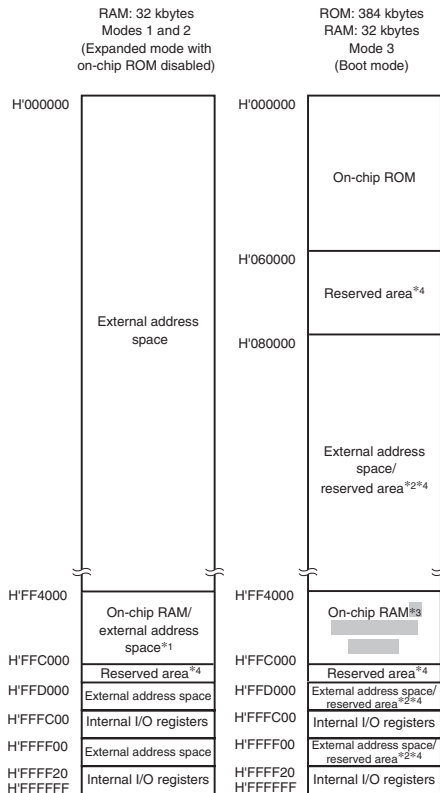 RAM: 32 kbytes
Modes 1 and 2
(Expanded mode with
on-chip ROM disabled)
H'000000
External address
space
H'FF4000
On-chip RAM/
external address
space*1
H'FFC000
Reserved area*4
H'FFD000
External address space
H'FFFC00
Internal I/O registers
H'FFFF00
External address space
H'FFFF20
Internal I/O registers
H'FFFFFF
ROM: 384 kbytes
RAM: 32 kbytes
Mode 3
(Boot mode)
H'000000
On-chip ROM
H'060000
Reserved area*4
H'080000
External address
space/
reserved area*2*4
H'FF4000
On-chip RAM*3
H'FFC000
Reserved area*4
H'FFD000
External address space/
reserved area*2*4
H'FFFC00
Internal I/O registers
H'FFFF00
External address space/
reserved area*2*4
H'FFFF20
Internal I/O registers
H'FFFFFF